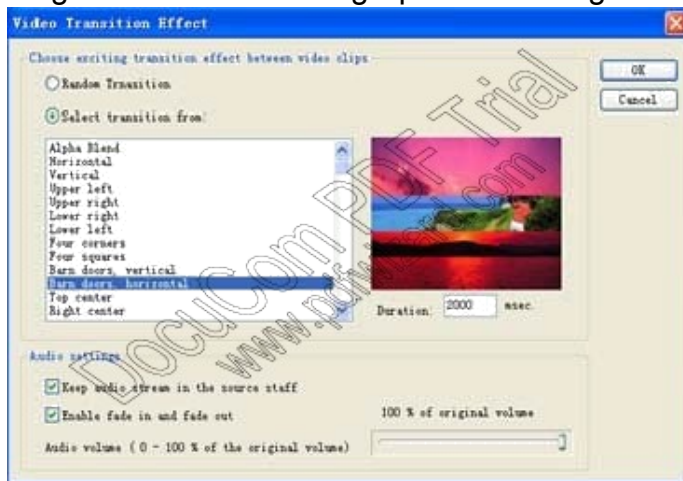 Video Transition Effect
Choose exciting transition effect between video clips
Random Trnasition
Select transition from:
Alpha Blend
Horizontal
Vertical
Upper left
Upper right
Lower right
Lower left
Four corners
Four squares
Barn doors, vertical
Barn doors, horizontal
Top center
Right center
Duration: 2000 msec.
OK
Cancel
Audio settings
Keep audio stream in the source staff
Enable fade in and fade out
100 % of original volume
Audio volume ( 0 - 100 % of the original volume)
DocuCom PDF Trial
www.pdfwizard.com